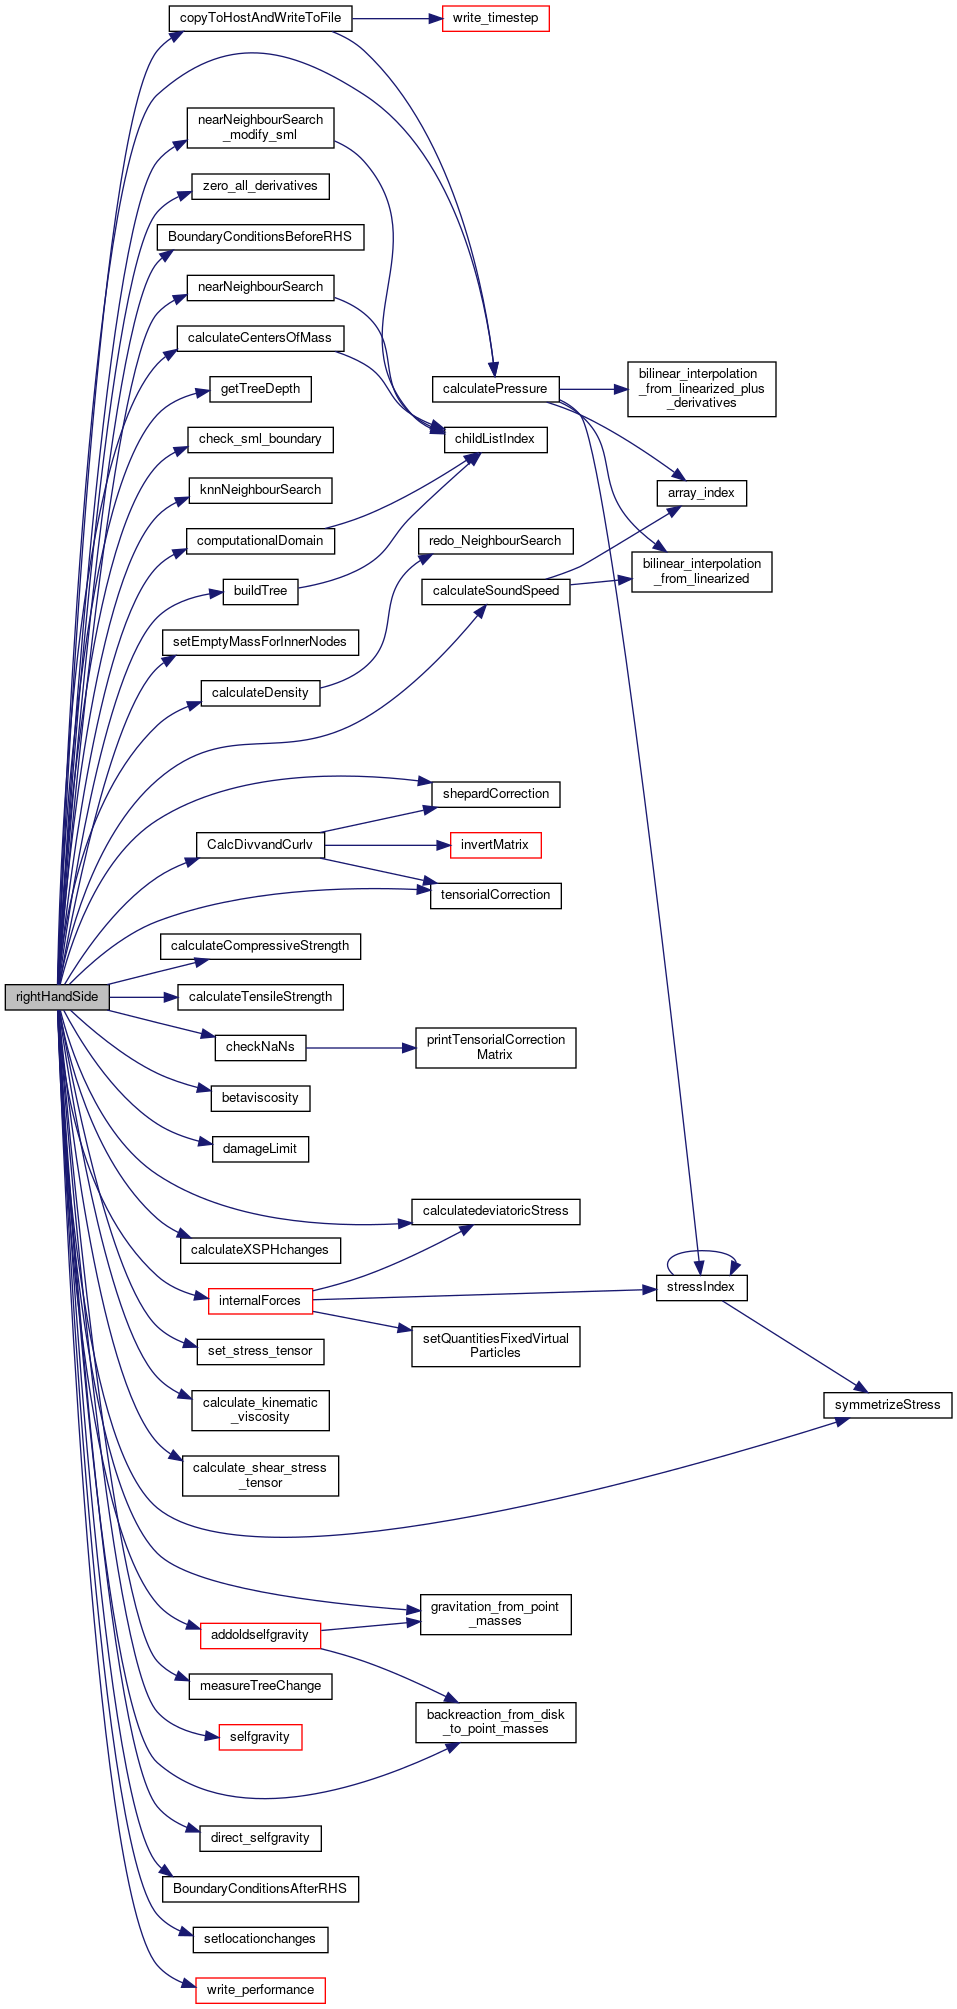 copyToHostAndWriteToFile
write_timestep
nearNeighbourSearch
_modify_sml
zero_all_derivatives
BoundaryConditionsBeforeRHS
nearNeighbourSearch
calculateCentersOfMass
getTreeDepth
calculatePressure
bilinear_interpolation
_from_linearized_plus
_derivatives
check_sml_boundary
childListIndex
knnNeighbourSearch
array_index
computationalDomain
redo_NeighbourSearch
buildTree
calculateSoundSpeed
bilinear_interpolation
_from_linearized
setEmptyMassForInnerNodes
calculateDensity
shepardCorrection
CalcDivvandCurlv
invertMatrix
tensorialCorrection
calculateCompressiveStrength
rightHandSide
calculateTensileStrength
checkNaNs
printTensorialCorrection
Matrix
betaviscosity
damageLimit
calculatedeviatoricStress
calculateXSPHchanges
internalForces
stressIndex
set_stress_tensor
setQuantitiesFixedVirtual
Particles
calculate_kinematic
_viscosity
symmetrizeStress
calculate_shear_stress
_tensor
gravitation_from_point
_masses
addoldselfgravity
measureTreeChange
backreaction_from_disk
_to_point_masses
selfgravity
direct_selfgravity
BoundaryConditionsAfterRHS
setlocationchanges
write_performance